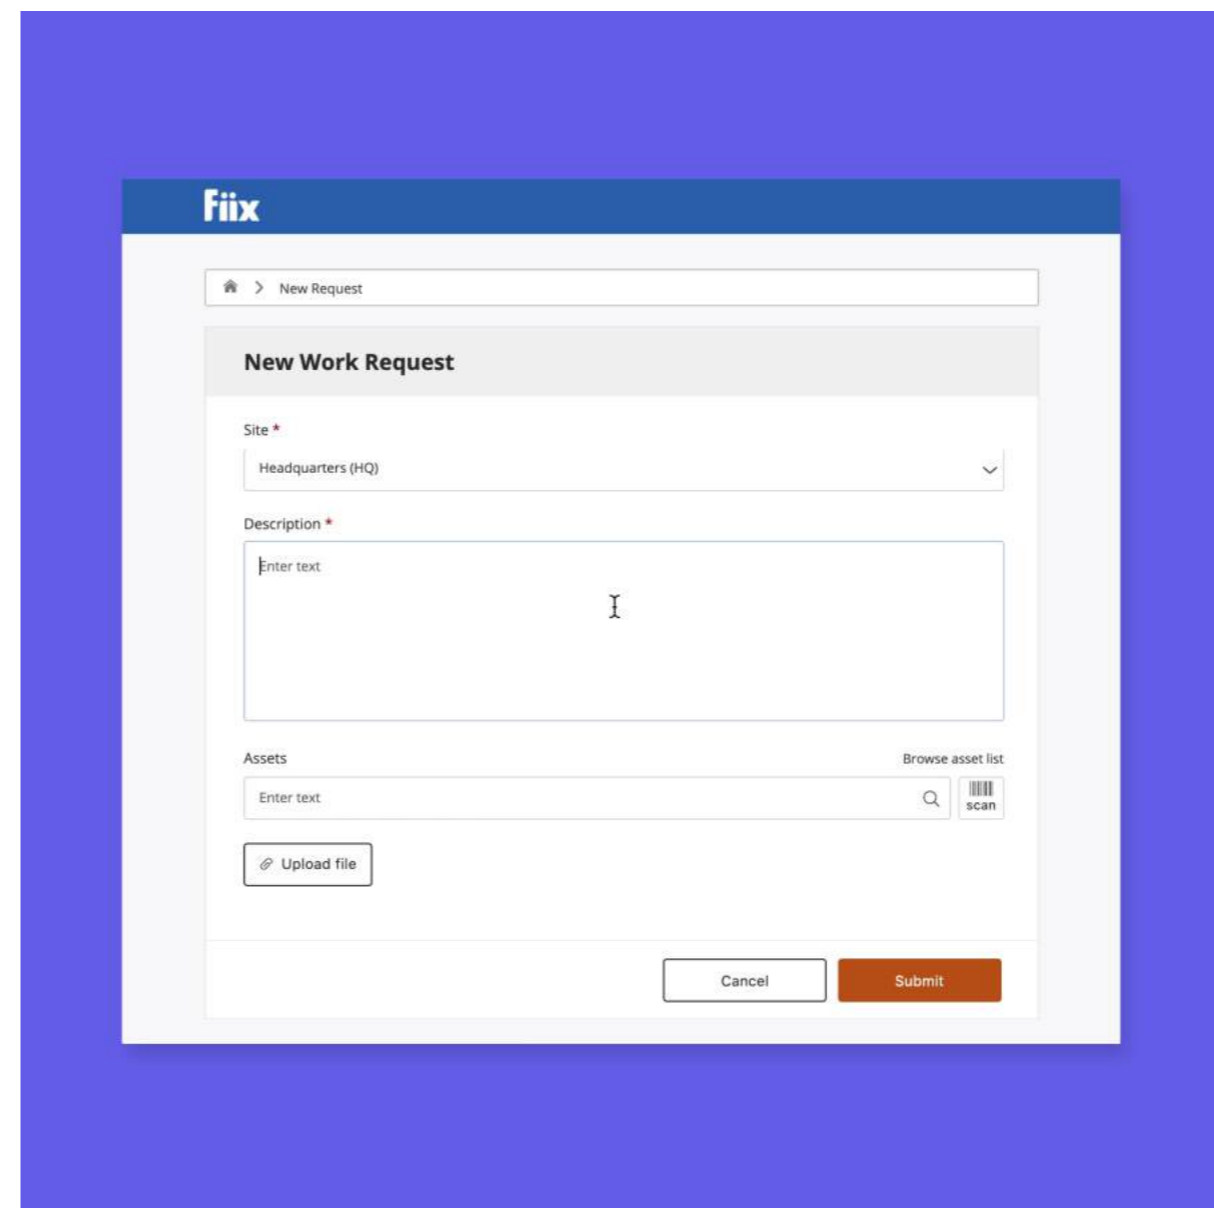 Fiix
New Request
New Work Request
Site *
Headquarters (HQ)
Description *
Enter text
Assets
Browse asset list
Enter text
scan
Upload file
Cancel
Submit